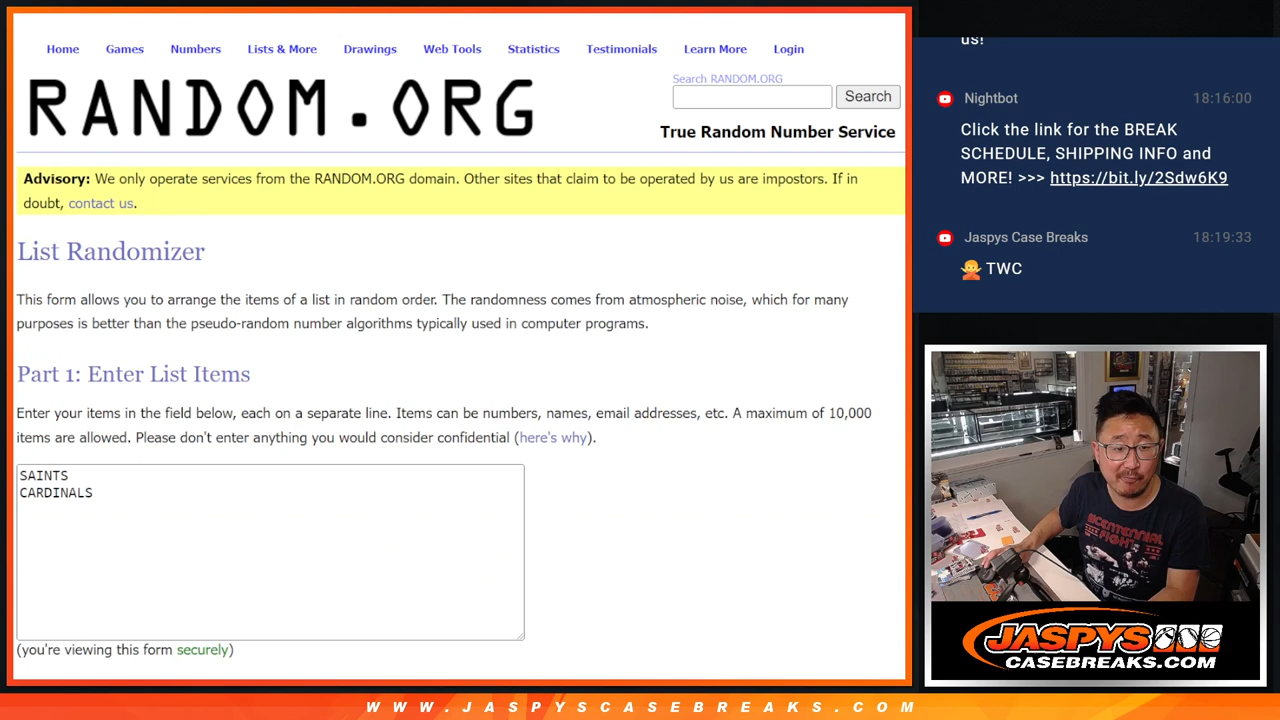 Home Games Numbers Lists & More Drawings Web Tools Statistics Testimonials Learn More Login
RANDOM.ORG
Search RANDOM.ORG
Search
True Random Number Service
Advisory: We only operate services from the RANDOM.ORG domain. Other sites that claim to be operated by us are impostors. If in
doubt, contact us.
List Randomizer
This form allows you to arrange the items of a list in random order. The randomness comes from atmospheric noise, which for many
purposes is better than the pseudo-random number algorithms typically used in computer programs.
Part 1: Enter List Items
Enter your items in the field below, each on a separate line. Items can be numbers, names, email addresses, etc. A maximum of 10,000
items are allowed. Please don't enter anything you would consider confidential (here's why).
SAINTS
CARDINALS
(you're viewing this form securely)
us!
Nightbot 18:16:00
Click the link for the BREAK
SCHEDULE, SHIPPING INFO and
MORE! >>> https://bit.ly/2Sdw6K9
Jaspys Case Breaks 18:19:33
TWC
BICENTENNIAL
FIGHT
JASPYS
CASEBREAKS.COM
WWW.JASPYSCASEBREAKS.COM